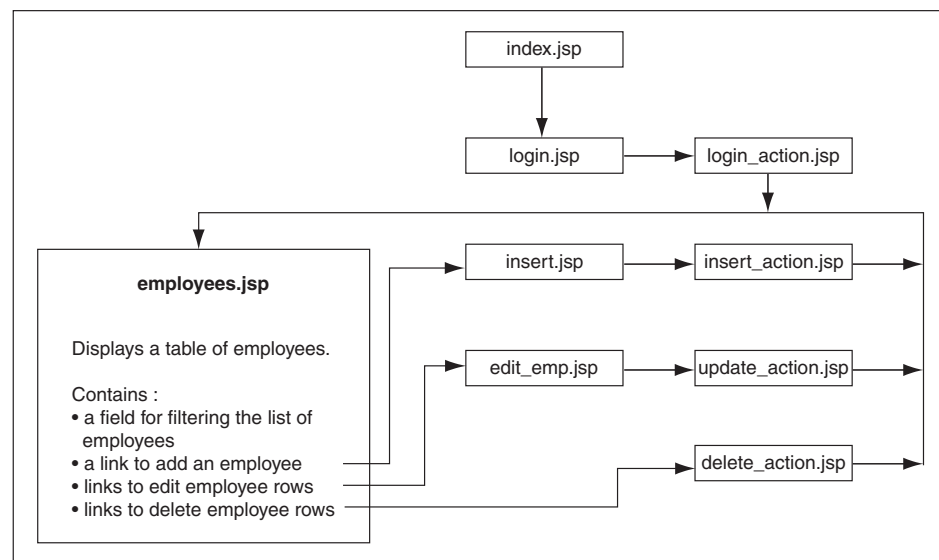 index.jsp
login.jsp
login_action.jsp
employees.jsp
Displays a table of employees.
Contains :
• a field for filtering the list of
employees
• a link to add an employee
• links to edit employee rows
• links to delete employee rows
insert.jsp
insert_action.jsp
edit_emp.jsp
update_action.jsp
delete_action.jsp